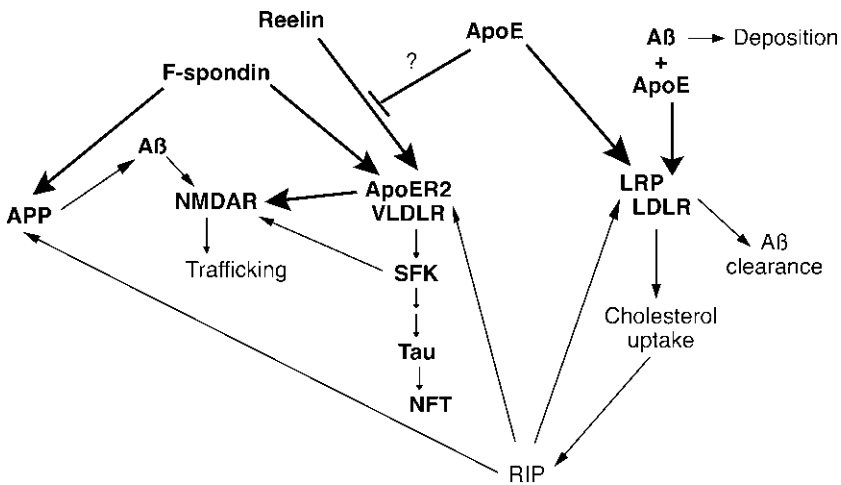 Reelin
ApoE
Aß
Deposition
+
ApoE
?
F-spondin
Aß
APP
NMDAR
ApoER2
VLDLR
LRP
LDLR
Trafficking
SFK
Aß
clearance
Cholesterol
uptake
Tau
NFT
RIP